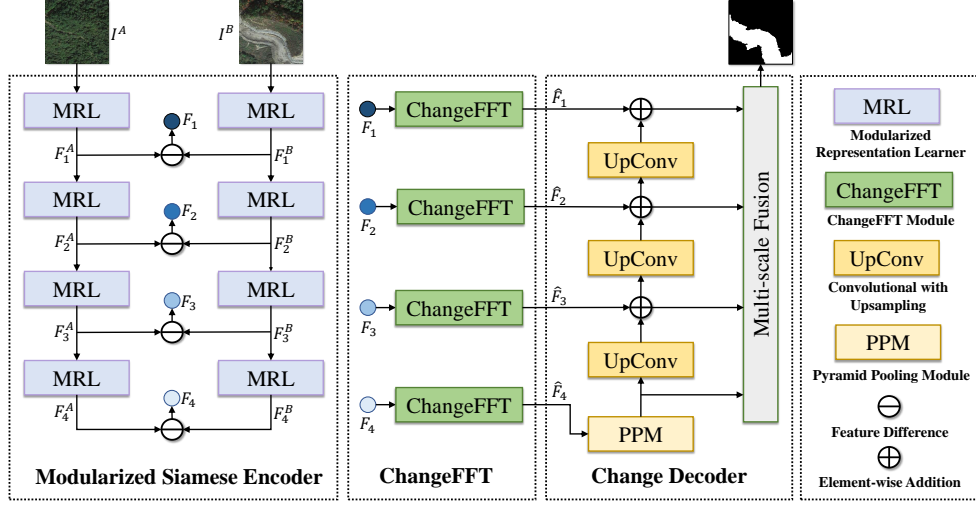 I^A
I^B
MRL
MRL
F_1
F_1^A
F_1^B
MRL
MRL
F_2
F_2^A
F_2^B
MRL
MRL
F_3
F_3^A
F_3^B
MRL
MRL
F_4
F_4^A
F_4^B
Modularized Siamese Encoder
F_1
ChangeFFT
F_2
ChangeFFT
F_3
ChangeFFT
F_4
ChangeFFT
ChangeFFT
F̂_1
UpConv
F̂_2
UpConv
F̂_3
UpConv
F̂_4
PPM
Multi-scale Fusion
Change Decoder
MRL
Modularized
Representation Learner
ChangeFFT
ChangeFFT Module
UpConv
Convolutional with
Upsampling
PPM
Pyramid Pooling Module
Feature Difference
Element-wise Addition